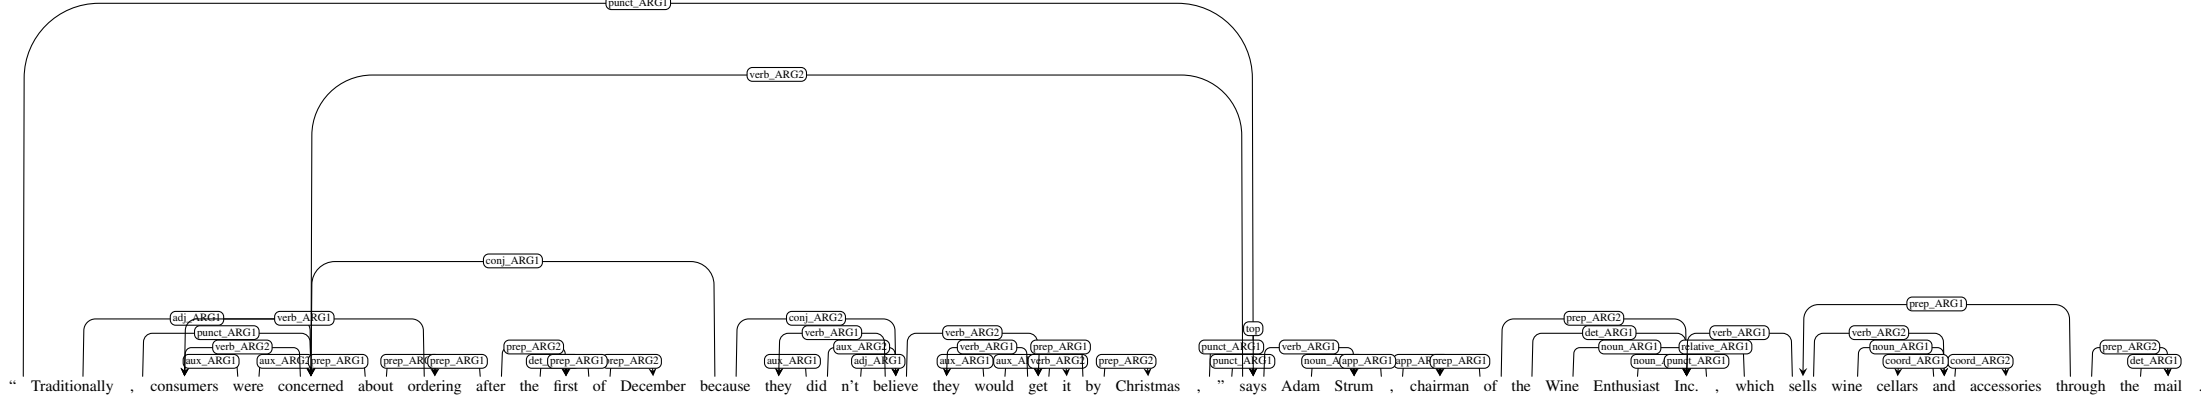 punct_ARG1
verb_ARG2
conj_ARG1
prep_ARG1
adj_ARG1 verb_ARG1 conj_ARG2 top prep_ARG2
punct_ARG1 verb_ARG1 det_ARG1 verb_ARG1 verb_ARG2
verb_ARG2 prep_ARG2 aux_ARG2 verb_ARG2 prep_ARG1 punct_ARG1 verb_ARG1 noun_ARG1 relative_ARG1 noun_ARG1 prep_ARG2
aux_ARG1 aux_ARG2 prep_ARG1 prep_ARG1 prep_ARG1 prep_ARG2 aux_ARG1 adj_ARG1 verb_ARG1 aux_ARG1 verb_ARG2 prep_ARG2 punct_ARG1 app_ARG1 prep_ARG1 punct_ARG1 coord_ARG1 coord_ARG2 det_ARG1
“ Traditionally , consumers were concerned about ordering after the first of December because they did n't believe they would get it by Christmas , ” says Adam Strum , chairman of the Wine Enthusiast Inc. , which sells wine cellars and accessories through the mail .